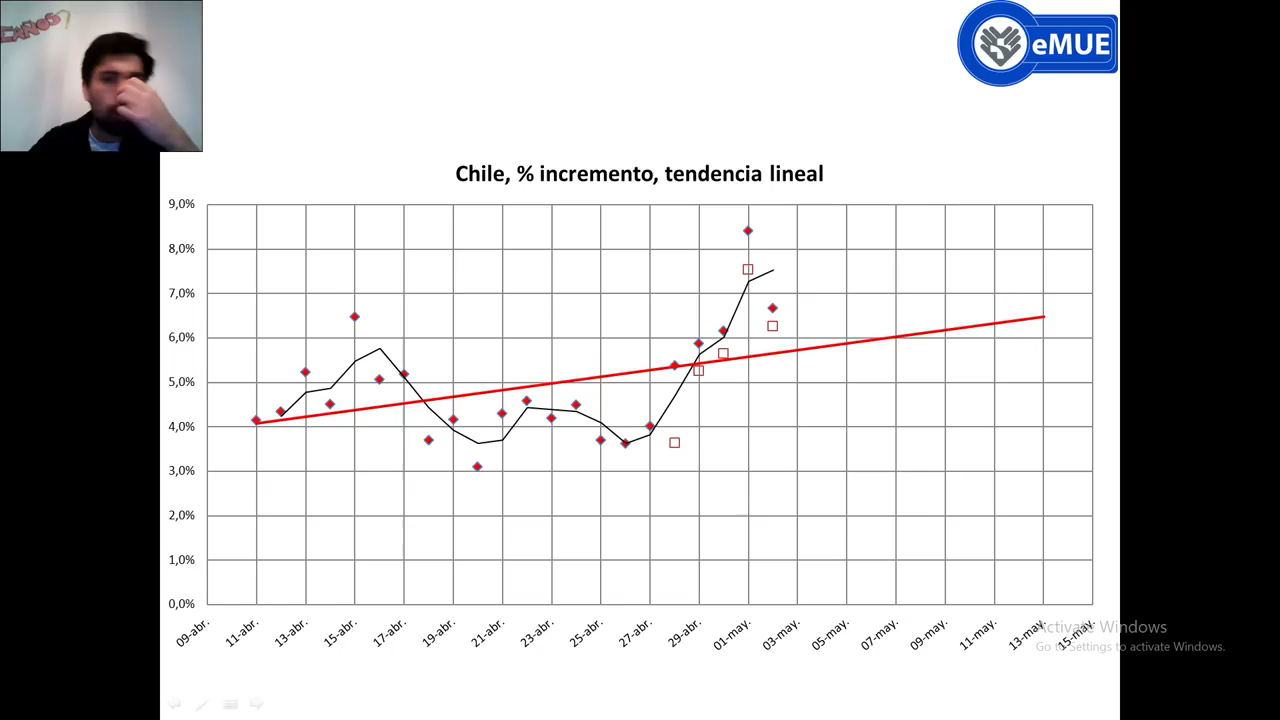 CAÑOS
eMUE
Chile, % incremento, tendencia lineal
9,0%
8,0%
7,0%
6,0%
5,0%
4,0%
3,0%
2,0%
1,0%
0,0%
09-abr.
11-abr.
13-abr.
15-abr.
17-abr.
19-abr.
21-abr.
23-abr.
25-abr.
27-abr.
29-abr.
01-may.
03-may.
05-may.
07-may.
09-may.
11-may.
13-may.
15-may.
Activate Windows
Go to Settings to activate Windows.